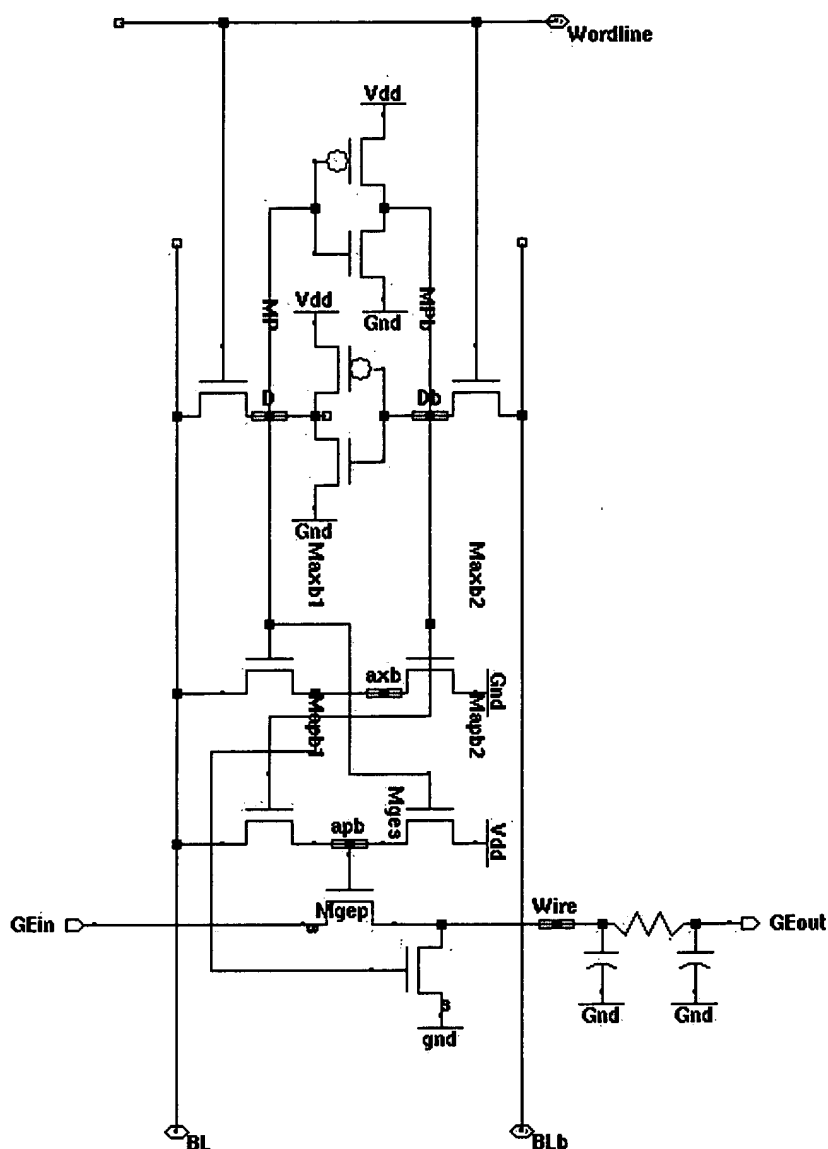 Wordline
Vdd
MP
MPb
Vdd
Gnd
D
Db
Gnd
Maxb1
Maxb2
axb
Gnd
Mapb1
Mapb2
Mges
apb
Vdd
Mgep
GEin
s
Wire
GEout
s
Gnd
Gnd
gnd
BL
BLb